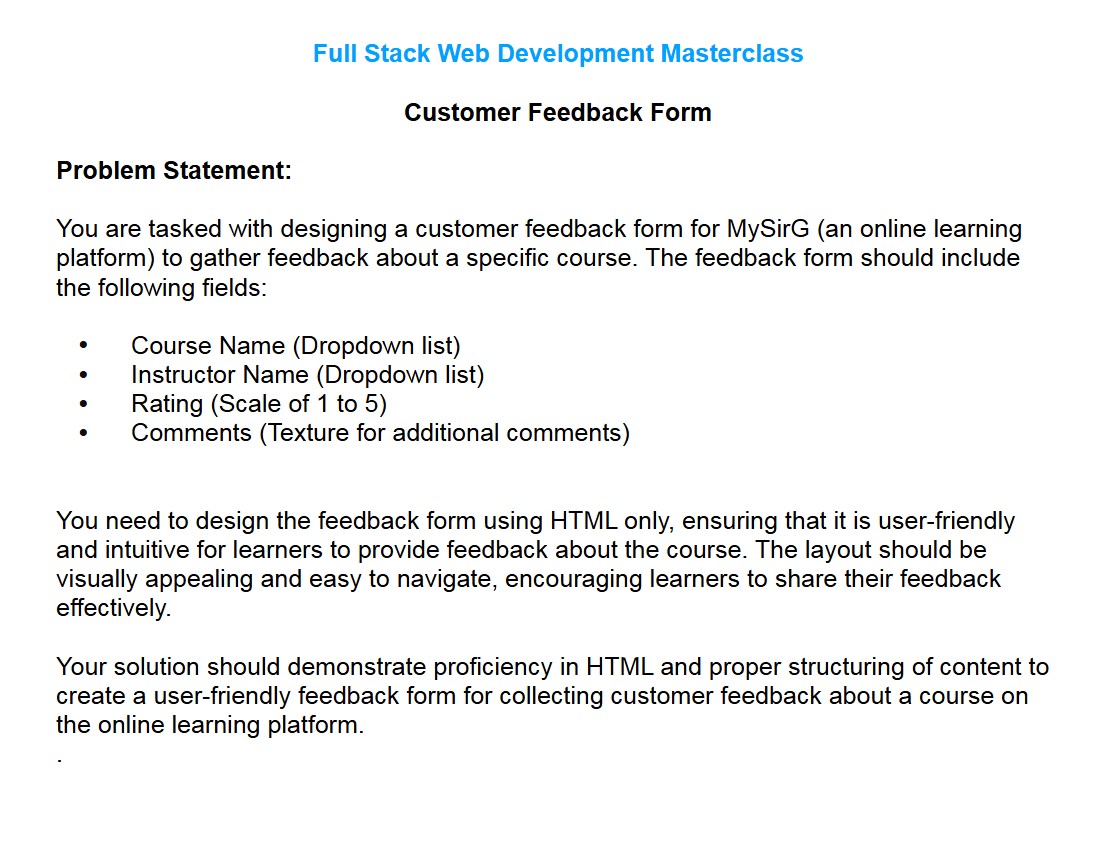 Full Stack Web Development Masterclass
Customer Feedback Form
Problem Statement:
You are tasked with designing a customer feedback form for MySirG (an online learning
platform) to gather feedback about a specific course. The feedback form should include
the following fields:
• Course Name (Dropdown list)
• Instructor Name (Dropdown list)
• Rating (Scale of 1 to 5)
• Comments (Texture for additional comments)
You need to design the feedback form using HTML only, ensuring that it is user-friendly
and intuitive for learners to provide feedback about the course. The layout should be
visually appealing and easy to navigate, encouraging learners to share their feedback
effectively.
Your solution should demonstrate proficiency in HTML and proper structuring of content to
create a user-friendly feedback form for collecting customer feedback about a course on
the online learning platform.
.